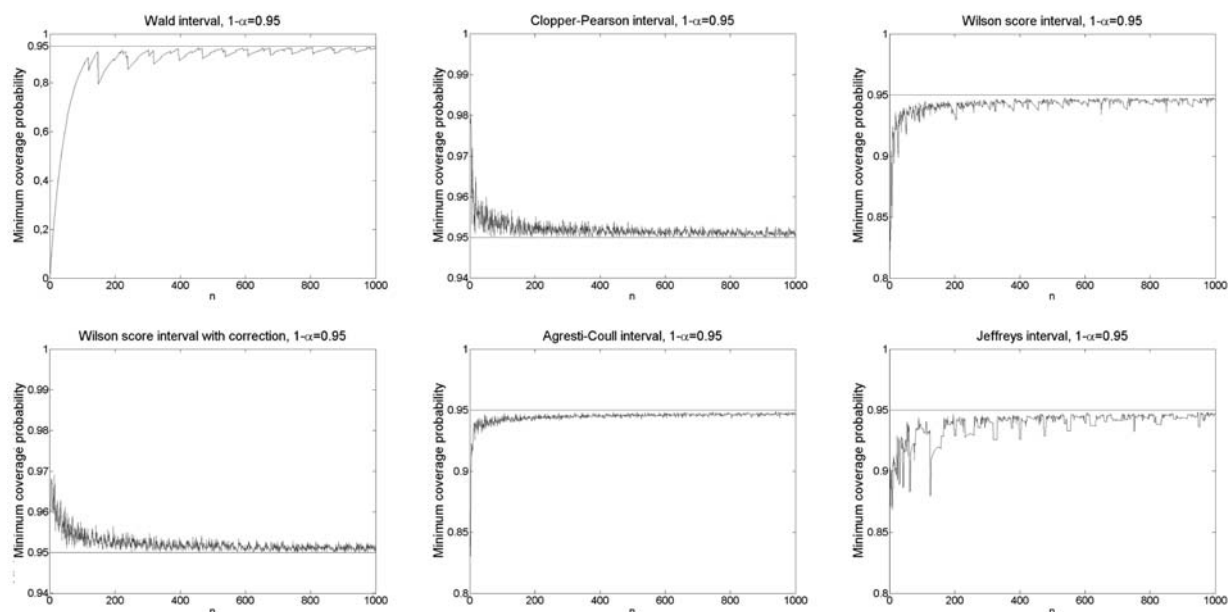 Wald interval, 1-α=0.95
Minimum coverage probability
1
0.95
0,8
0,6
0,4
0,2
0
0 200 400 600 800 1000
n
Clopper-Pearson interval, 1-α=0.95
Minimum coverage probability
1
0.99
0.98
0.97
0.96
0.95
0.94
0 200 400 600 800 1000
n
Wilson score interval, 1-α=0.95
Minimum coverage probability
1
0.95
0.9
0.85
0.8
0 200 400 600 800 1000
n
Wilson score interval with correction, 1-α=0.95
Minimum coverage probability
1
0.99
0.98
0.97
0.96
0.95
0.94
0 200 400 600 800 1000
n
Agresti-Coull interval, 1-α=0.95
Minimum coverage probability
1
0.95
0.9
0.85
0.8
0 200 400 600 800 1000
n
Jeffreys interval, 1-α=0.95
Minimum coverage probability
1
0.95
0.9
0.85
0.8
0 200 400 600 800 1000
n